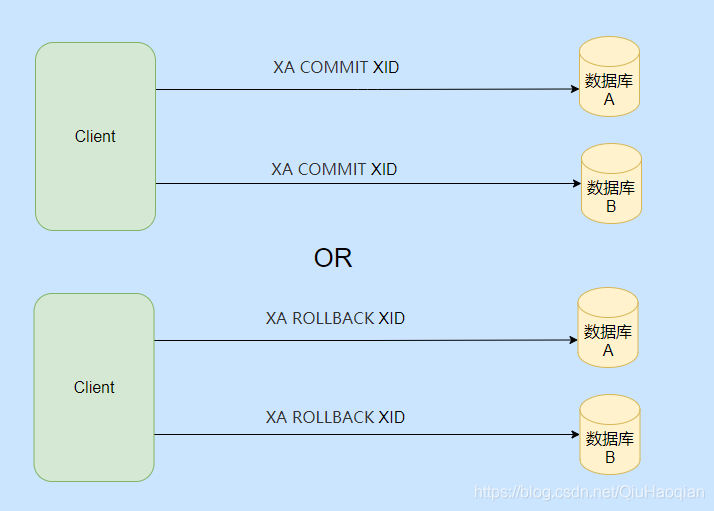 XA COMMIT XID
数据库
A
Client
XA COMMIT XID
数据库
B
OR
XA ROLLBACK XID
数据库
A
Client
XA ROLLBACK XID
数据库
B
https://blog.csdn.net/QiuHaoqian